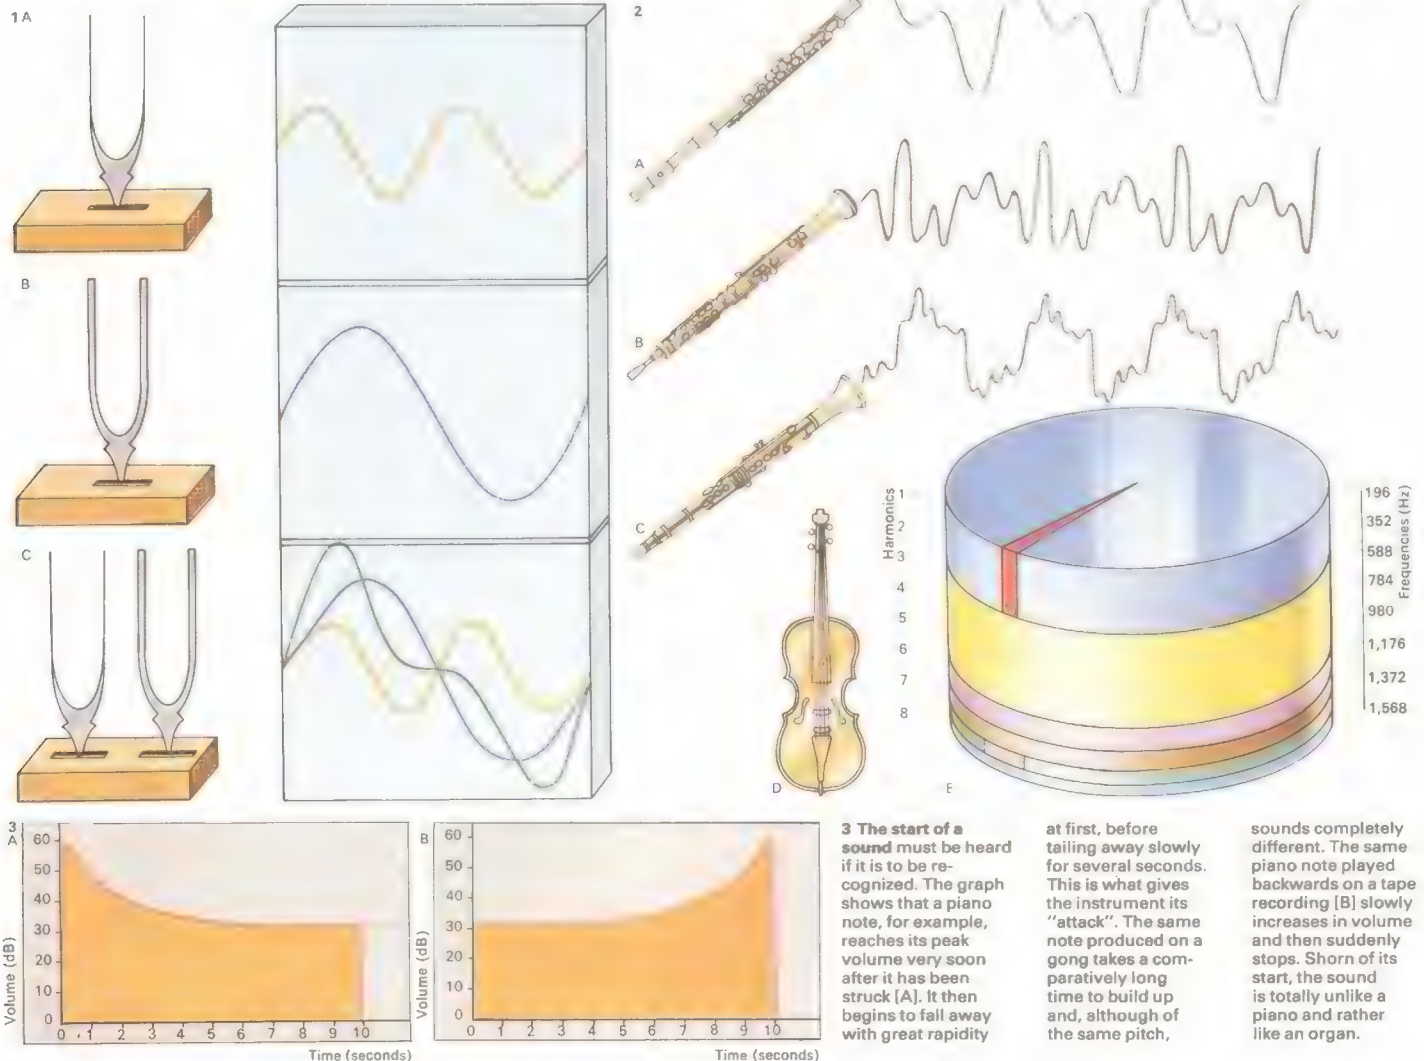 1 A
B
C
2
A
B
C
D
E
Harmonics
1
2
3
4
5
6
7
8
196
352
588
784
980
1,176
1,372
1,568
Frequencies (Hz)
3
A
Volume (dB)
60
50
40
30
20
10
0
0 1 2 3 4 5 6 7 8 9 10
Time (seconds)
B
Volume (dB)
60
50
40
30
20
10
0
0 1 2 3 4 5 6 7 8 9 10
Time (seconds)
3 The start of a
sound must be heard
if it is to be re-
cognized. The graph
shows that a piano
note, for example,
reaches its peak
volume very soon
after it has been
struck [A]. It then
begins to fall away
with great rapidity
at first, before
tailing away slowly
for several seconds.
This is what gives
the instrument its
"attack". The same
note produced on a
gong takes a com-
paratively long
time to build up
and, although of
the same pitch,
sounds completely
different. The same
piano note played
backwards on a tape
recording [B] slowly
increases in volume
and then suddenly
stops. Shorn of its
start, the sound
is totally unlike a
piano and rather
like an organ.